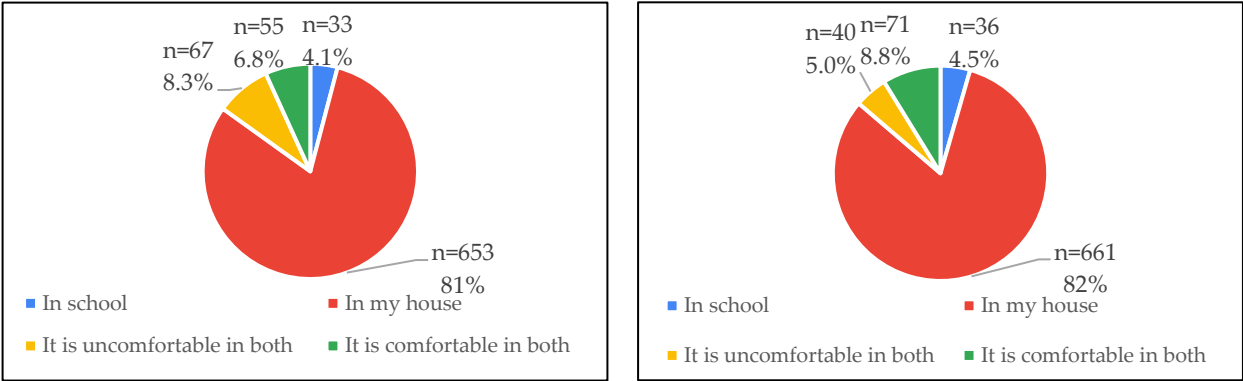 n=55 n=33
n=67 6.8% 4.1%
8.3%
n=653
81%
In school In my house
It is uncomfortable in both It is comfortable in both
n=40 n=71 n=36
5.0% 8.8% 4.5%
n=661
82%
In school In my house
It is uncomfortable in both It is comfortable in both